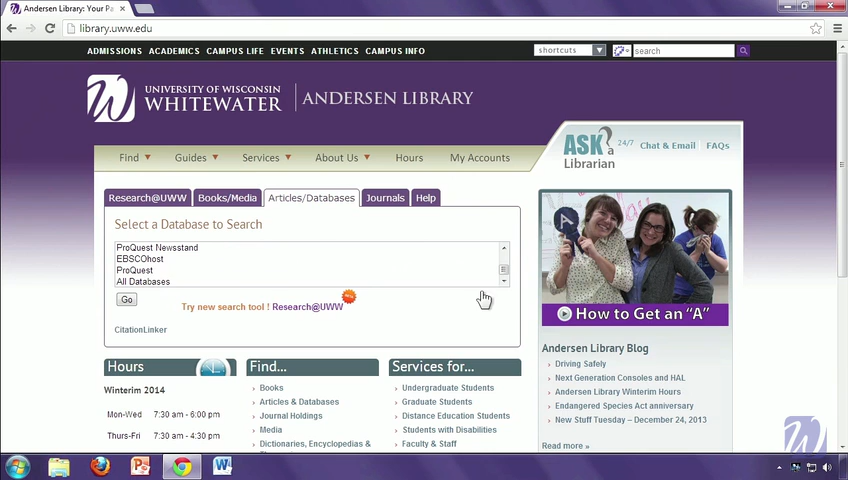 Andersen Library: Your Pa
library.uww.edu
ADMISSIONS ACADEMICS CAMPUS LIFE EVENTS ATHLETICS CAMPUS INFO
shortcuts
search
UNIVERSITY OF WISCONSIN
WHITEWATER
ANDERSEN LIBRARY
ASK a Librarian
24/7 Chat & Email FAQs
Find Guides Services About Us Hours My Accounts
Research@UWW Books/Media Articles/Databases Journals Help
Select a Database to Search
ProQuest Newsstand
EBSCOhost
ProQuest
All Databases
Go
Try new search tool ! Research@UWW
CitationLinker
A
How to Get an "A"
Hours
Winterim 2014
Mon-Wed 7:30 am - 6:00 pm
Thurs-Fri 7:30 am - 4:30 pm
Find...
Books
Articles & Databases
Journal Holdings
Media
Dictionaries, Encyclopedias &
Services for...
Undergraduate Students
Graduate Students
Distance Education Students
Students with Disabilities
Faculty & Staff
Andersen Library Blog
Driving Safely
Next Generation Consoles and HAL
Andersen Library Winterim Hours
Endangered Species Act anniversary
New Stuff Tuesday – December 24, 2013
Read more »